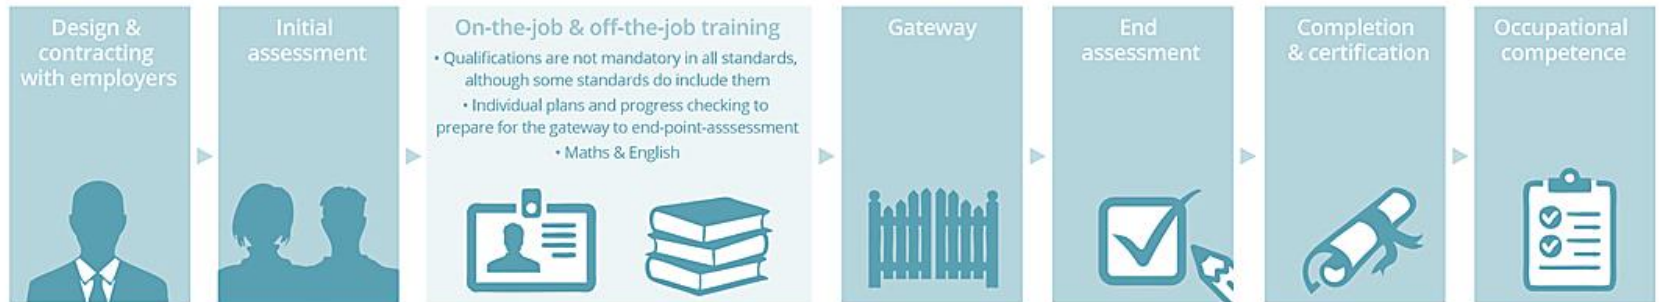 Design &
contracting
with employers
Initial
assessment
On-the-job & off-the-job training
• Qualifications are not mandatory in all standards,
although some standards do include them
• Individual plans and progress checking to
prepare for the gateway to end-point-asssessment
• Maths & English
Gateway
End
assessment
Completion
& certification
Occupational
competence